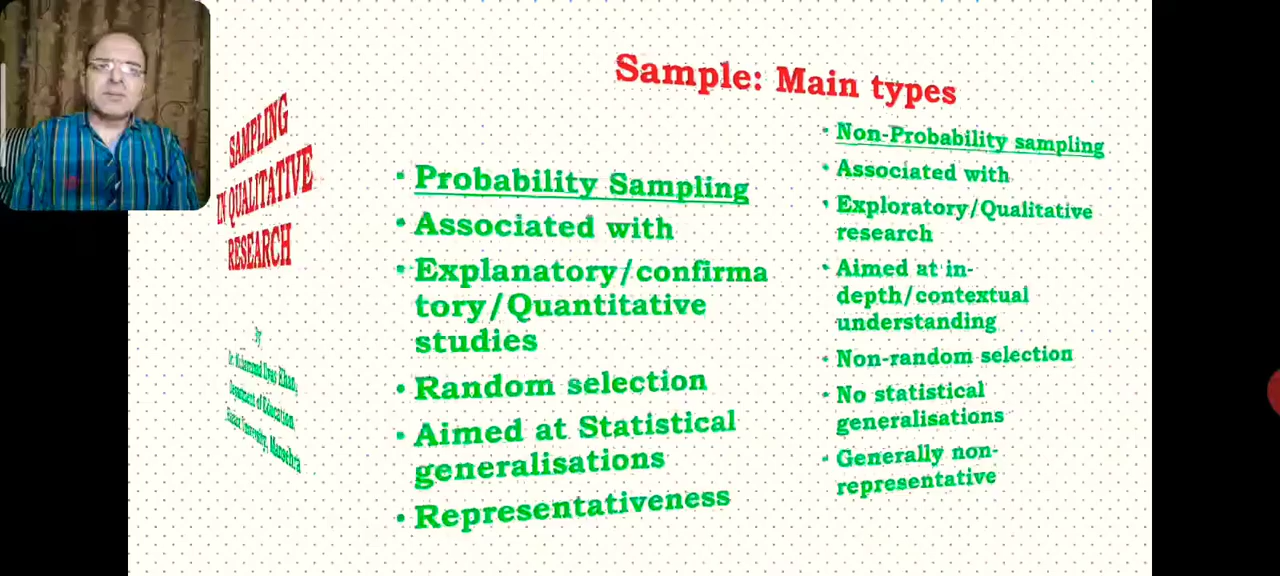 SAMPLING
IN QUALITATIVE
RESEARCH
By
Department of Education
Sample: Main types
• Probability Sampling
• Associated with
• Explanatory/confirma
tory/Quantitative
studies
• Random selection
• Aimed at Statistical
generalisations
• Representativeness
• Non-Probability sampling
• Associated with
• Exploratory/Qualitative
research
• Aimed at in-
depth/contextual
understanding
• Non-random selection
• No statistical
generalisations
• Generally non-
representative